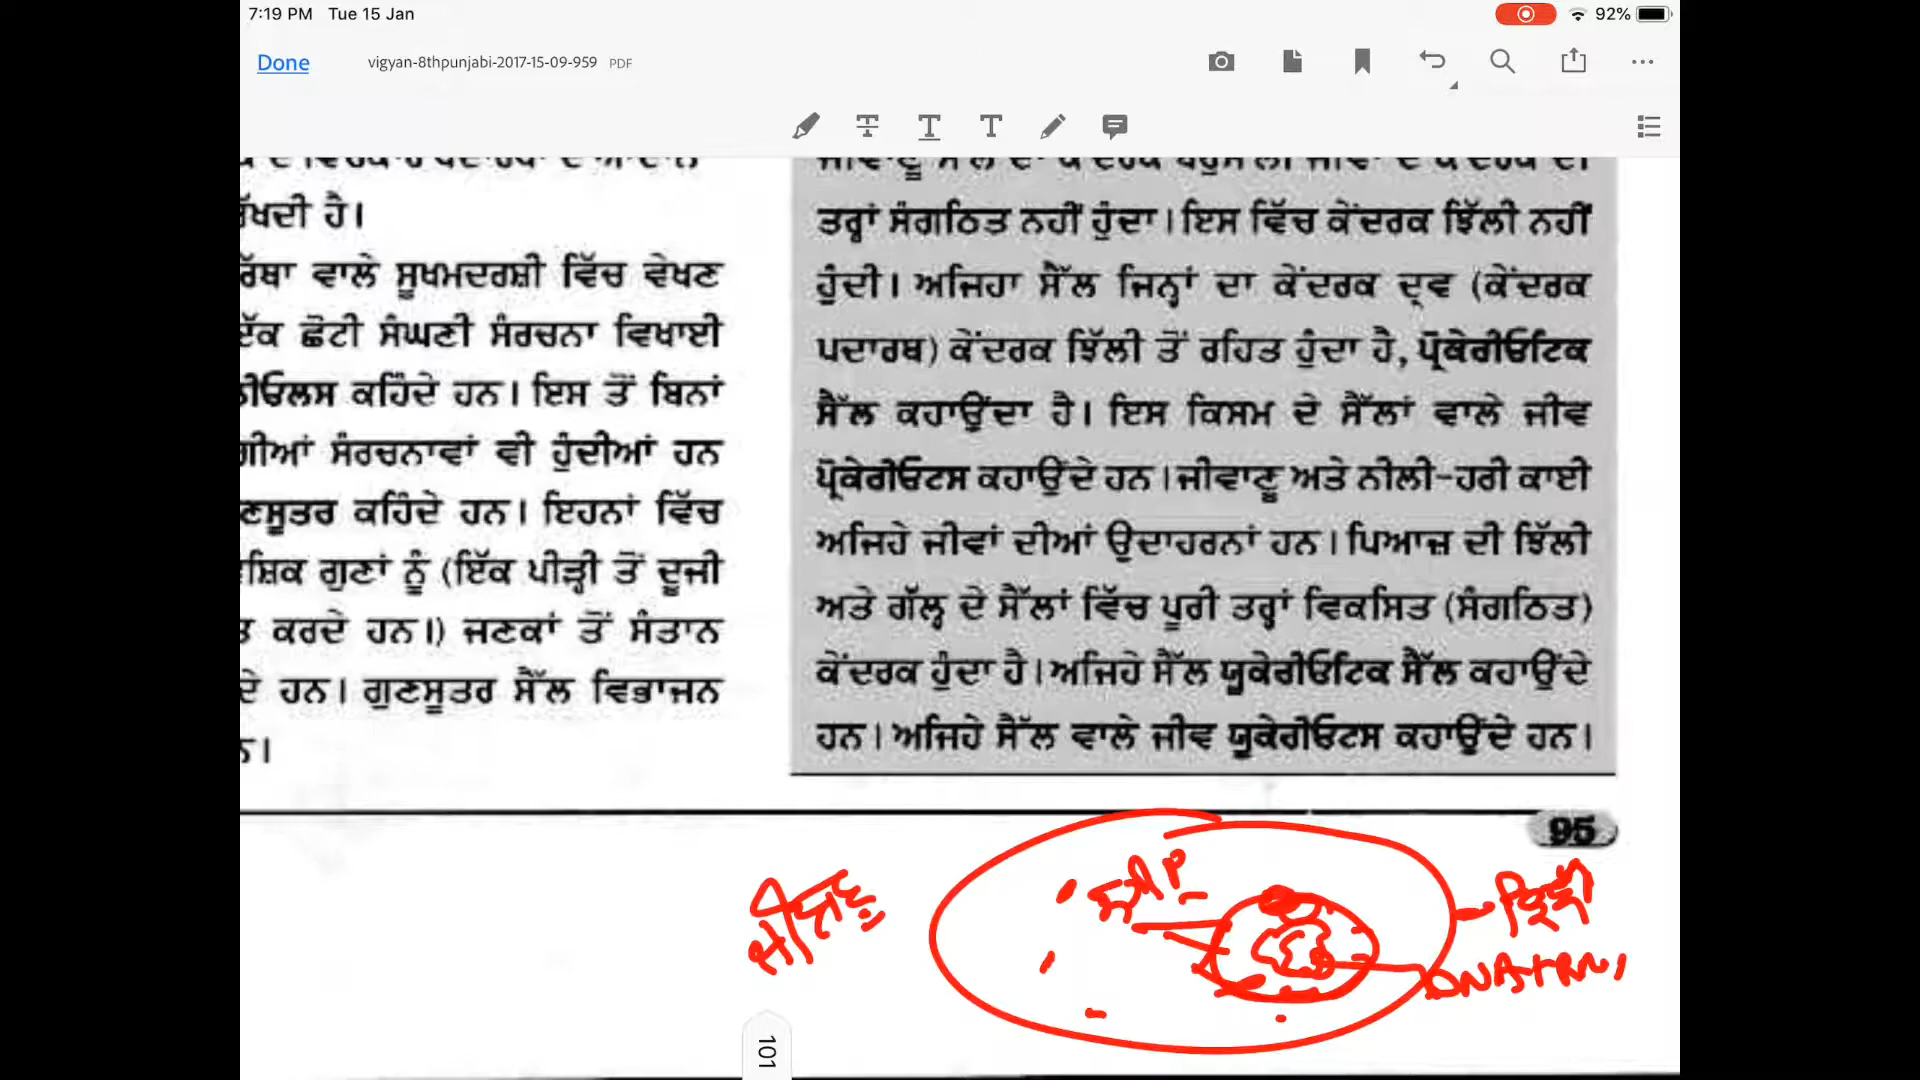 7:19 PM Tue 15 Jan
92%
Done
vigyan-8thpunjabi-2017-15-09-959 PDF
ਰੱਖਦੀ ਹੈ।
ਵਾਲੇ ਸੂਖਮਦਰਸ਼ੀ ਵਿੱਚ ਵੇਖਣ
ਇੱਕ ਛੋਟੀ ਸੰਘਣੀ ਸੰਰਚਨਾ ਵਿਖਾਈ
ਕਹਿੰਦੇ ਹਨ। ਇਸ ਤੋਂ ਬਿਨਾਂ
ਸੰਰਚਨਾਵਾਂ ਵੀ ਹੁੰਦੀਆਂ ਹਨ
ਕਹਿੰਦੇ ਹਨ। ਇਹਨਾਂ ਵਿੱਚ
ਗੁਣਾਂ ਨੂੰ (ਇੱਕ ਪੀੜ੍ਹੀ ਤੋਂ ਦੂਜੀ
ਕਰਦੇ ਹਨ।) ਜਣਕਾਂ ਤੋਂ ਸੰਤਾਨ
ਦੇ ਹਨ। ਗੁਣਸੂਤਰ ਸੈੱਲ ਵਿਭਾਜਨ
ਜੀਵਾਣੂ ਸੈੱਲ ਦਾ ਕੇਂਦਰਕ ਬਹੁਸੈੱਲੀ ਜੀਵਾਂ ਦੇ ਕੇਂਦਰਕ ਦੀ
ਤਰ੍ਹਾਂ ਸੰਗਠਿਤ ਨਹੀਂ ਹੁੰਦਾ। ਇਸ ਵਿੱਚ ਕੇਂਦਰਕ ਝਿੱਲੀ ਨਹੀਂ
ਹੁੰਦੀ। ਅਜਿਹਾ ਸੈੱਲ ਜਿਨ੍ਹਾਂ ਦਾ ਕੇਂਦਰਕ ਦ੍ਰਵ (ਕੇਂਦਰਕ
ਪਦਾਰਥ) ਕੇਂਦਰਕ ਝਿੱਲੀ ਤੋਂ ਰਹਿਤ ਹੁੰਦਾ ਹੈ, ਪ੍ਰੋਕੇਰੀਓਟਿਕ
ਸੈੱਲ ਕਹਾਉਂਦਾ ਹੈ। ਇਸ ਕਿਸਮ ਦੇ ਸੈੱਲਾਂ ਵਾਲੇ ਜੀਵ
ਪ੍ਰੋਕੇਰੀਓਟਸ ਕਹਾਉਂਦੇ ਹਨ। ਜੀਵਾਣੂ ਅਤੇ ਨੀਲੀ-ਹਰੀ ਕਾਈ
ਅਜਿਹੇ ਜੀਵਾਂ ਦੀਆਂ ਉਦਾਹਰਨਾਂ ਹਨ। ਪਿਆਜ਼ ਦੀ ਝਿੱਲੀ
ਅਤੇ ਗੱਲ੍ਹ ਦੇ ਸੈੱਲਾਂ ਵਿੱਚ ਪੂਰੀ ਤਰ੍ਹਾਂ ਵਿਕਸਿਤ (ਸੰਗਠਿਤ)
ਕੇਂਦਰਕ ਹੁੰਦਾ ਹੈ। ਅਜਿਹੇ ਸੈੱਲ ਯੂਕੇਰੀਓਟਿਕ ਸੈੱਲ ਕਹਾਉਂਦੇ
ਹਨ। ਅਜਿਹੇ ਸੈੱਲ ਵਾਲੇ ਜੀਵ ਯੂਕੇਰੀਓਟਸ ਕਹਾਉਂਦੇ ਹਨ।
95
ਜੀਵਾਣੂ
101